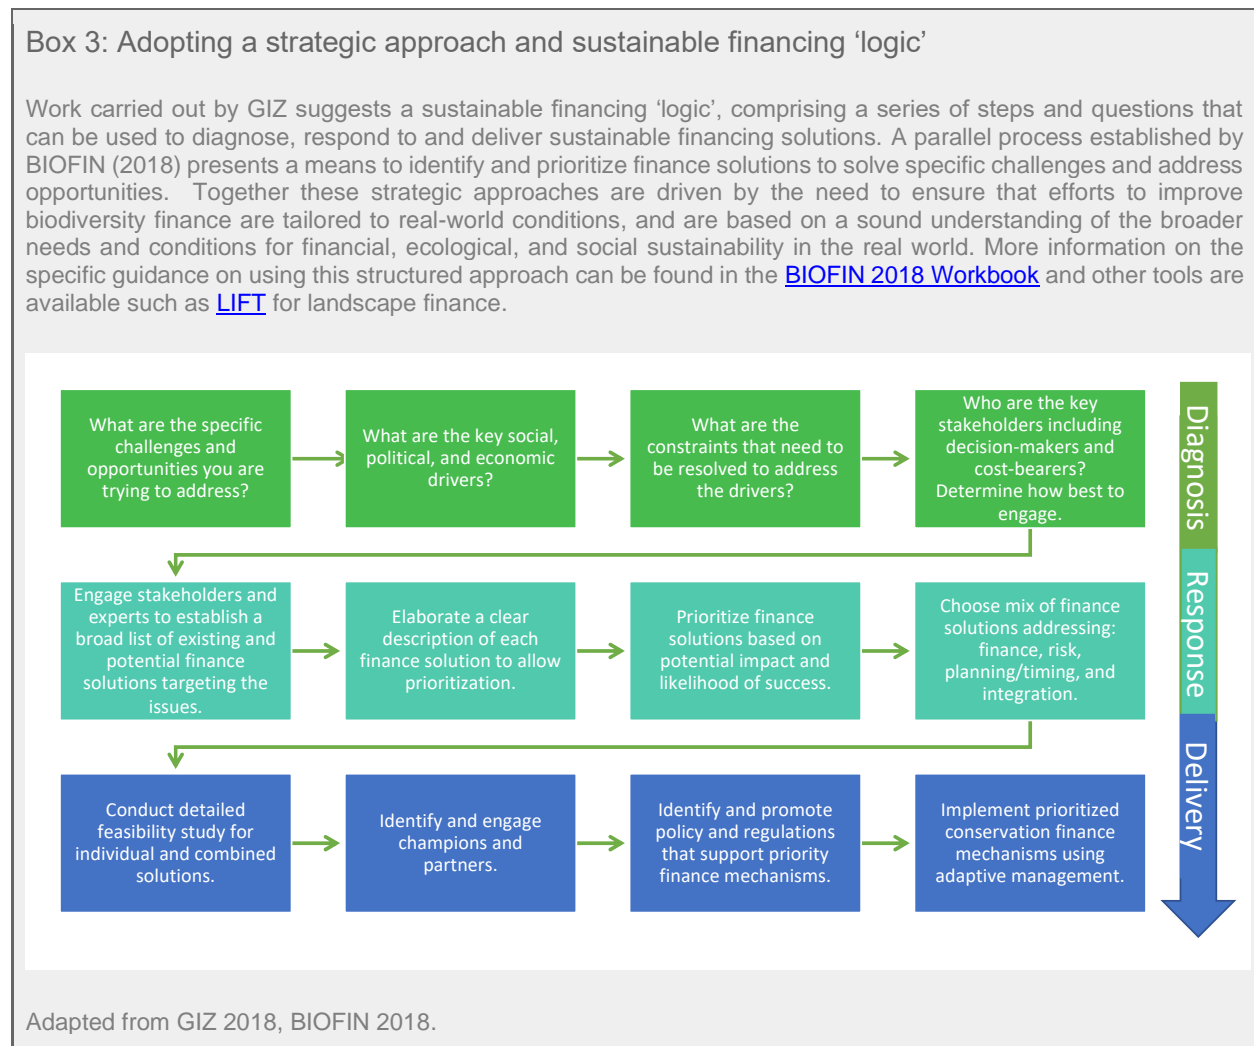 Box 3: Adopting a strategic approach and sustainable financing ‘logic’
Work carried out by GIZ suggests a sustainable financing ‘logic’, comprising a series of steps and questions that
can be used to diagnose, respond to and deliver sustainable financing solutions. A parallel process established by
BIOFIN (2018) presents a means to identify and prioritize finance solutions to solve specific challenges and address
opportunities. Together these strategic approaches are driven by the need to ensure that efforts to improve
biodiversity finance are tailored to real-world conditions, and are based on a sound understanding of the broader
needs and conditions for financial, ecological, and social sustainability in the real world. More information on the
specific guidance on using this structured approach can be found in the BIOFIN 2018 Workbook and other tools are
available such as LIFT for landscape finance.
What are the specific
challenges and
opportunities you are
trying to address?
What are the key social,
political, and economic
drivers?
What are the
constraints that need to
be resolved to address
the drivers?
Who are the key
stakeholders including
decision-makers and
cost-bearers?
Determine how best to
engage.
Diagnosis
Engage stakeholders and
experts to establish a
broad list of existing and
potential finance
solutions targeting the
issues.
Elaborate a clear
description of each
finance solution to allow
prioritization.
Prioritize finance
solutions based on
potential impact and
likelihood of success.
Choose mix of finance
solutions addressing:
finance, risk,
planning/timing, and
integration.
Response
Conduct detailed
feasibility study for
individual and combined
solutions.
Identify and engage
champions and
partners.
Identify and promote
policy and regulations
that support priority
finance mechanisms.
Implement prioritized
conservation finance
mechanisms using
adaptive management.
Delivery
Adapted from GIZ 2018, BIOFIN 2018.